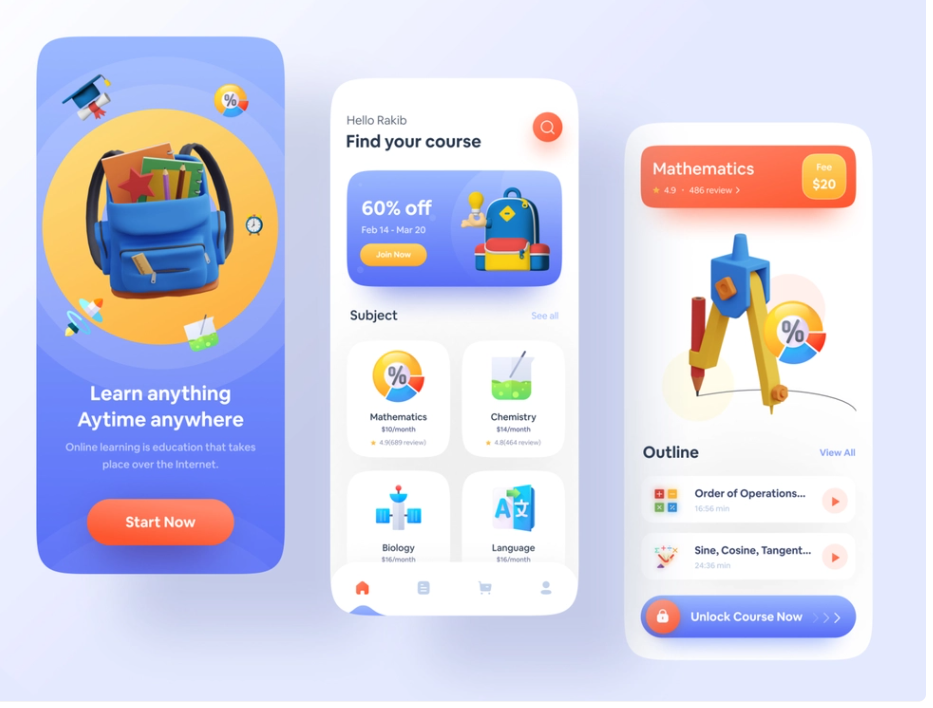 Learn anything
Aytime anywhere
Online learning is education that takes
place over the Internet.
Start Now
Hello Rakib
Find your course
60% off
Feb 14 - Mar 20
Join Now
Subject
See all
%
Mathematics
$10/month
4.9(689 review)
Chemistry
$14/month
4.8(464 review)
Biology
$16/month
A 文
Language
$16/month
Mathematics
4.9 · 486 review >
Fee
$20
%
Outline
View All
Order of Operations...
16:56 min
Sine, Cosine, Tangent...
24:36 min
Unlock Course Now